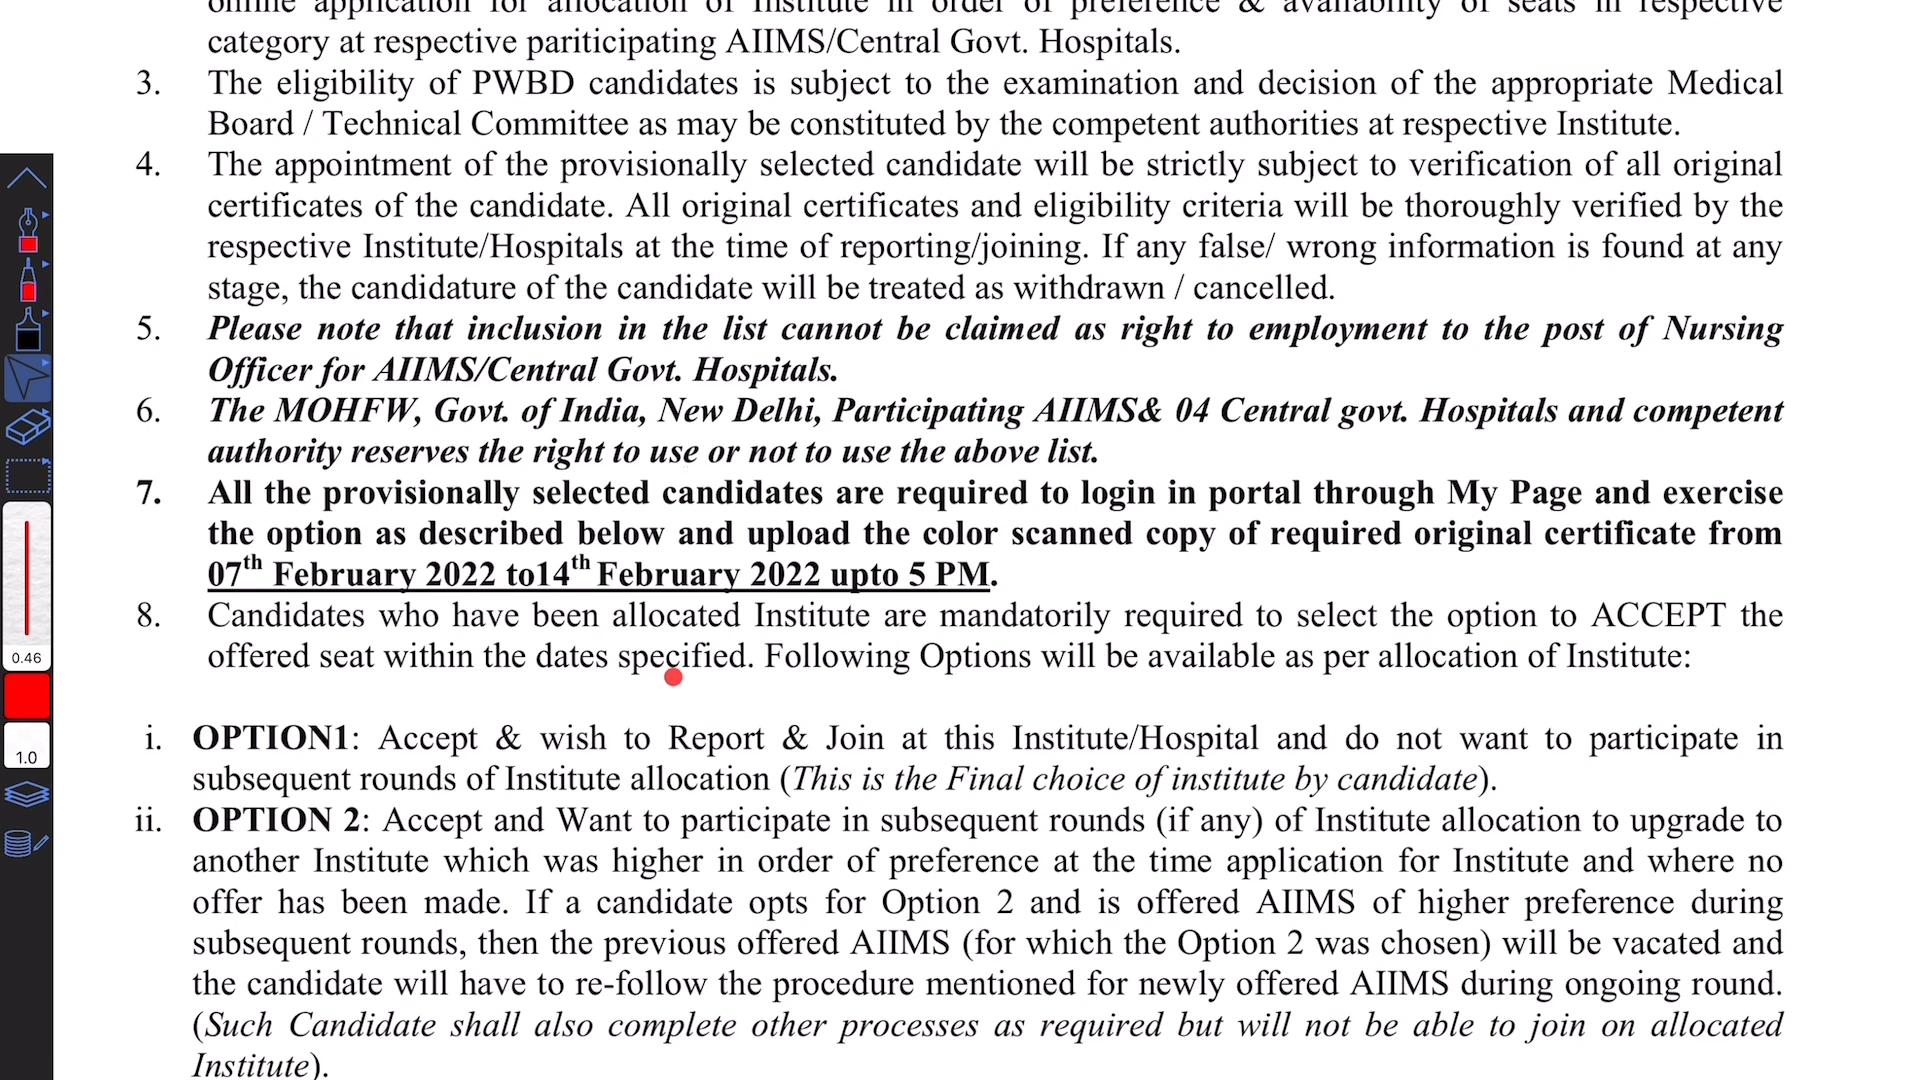 online application for allocation of Institute in order of preference & availability of seats in respective
category at respective pariticipating AIIMS/Central Govt. Hospitals.
3. The eligibility of PWBD candidates is subject to the examination and decision of the appropriate Medical
Board / Technical Committee as may be constituted by the competent authorities at respective Institute.
4. The appointment of the provisionally selected candidate will be strictly subject to verification of all original
certificates of the candidate. All original certificates and eligibility criteria will be thoroughly verified by the
respective Institute/Hospitals at the time of reporting/joining. If any false/ wrong information is found at any
stage, the candidature of the candidate will be treated as withdrawn / cancelled.
5. Please note that inclusion in the list cannot be claimed as right to employment to the post of Nursing
Officer for AIIMS/Central Govt. Hospitals.
6. The MOHFW, Govt. of India, New Delhi, Participating AIIMS& 04 Central govt. Hospitals and competent
authority reserves the right to use or not to use the above list.
7. All the provisionally selected candidates are required to login in portal through My Page and exercise
the option as described below and upload the color scanned copy of required original certificate from
07th February 2022 to14th February 2022 upto 5 PM.
8. Candidates who have been allocated Institute are mandatorily required to select the option to ACCEPT the
offered seat within the dates specified. Following Options will be available as per allocation of Institute:
0.46
1.0
i. OPTION1: Accept & wish to Report & Join at this Institute/Hospital and do not want to participate in
subsequent rounds of Institute allocation (This is the Final choice of institute by candidate).
ii. OPTION 2: Accept and Want to participate in subsequent rounds (if any) of Institute allocation to upgrade to
another Institute which was higher in order of preference at the time application for Institute and where no
offer has been made. If a candidate opts for Option 2 and is offered AIIMS of higher preference during
subsequent rounds, then the previous offered AIIMS (for which the Option 2 was chosen) will be vacated and
the candidate will have to re-follow the procedure mentioned for newly offered AIIMS during ongoing round.
(Such Candidate shall also complete other processes as required but will not be able to join on allocated
Institute).